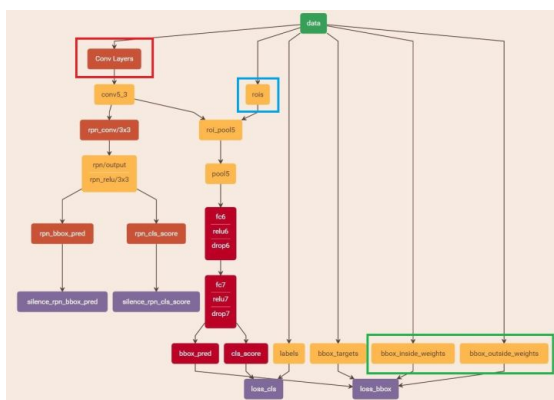 data
Conv Layers
conv5_3
rois
rpn_conv/3x3
roi_pool5
rpn/output
rpn_relu/3x3
pool5
fc6
relu6
drop6
rpn_bbox_pred
rpn_cls_score
fc7
relu7
drop7
silence_rpn_bbox_pred
silence_rpn_cls_score
bbox_pred
cls_score
labels
bbox_targets
bbox_inside_weights
bbox_outside_weights
loss_cls
loss_bbox